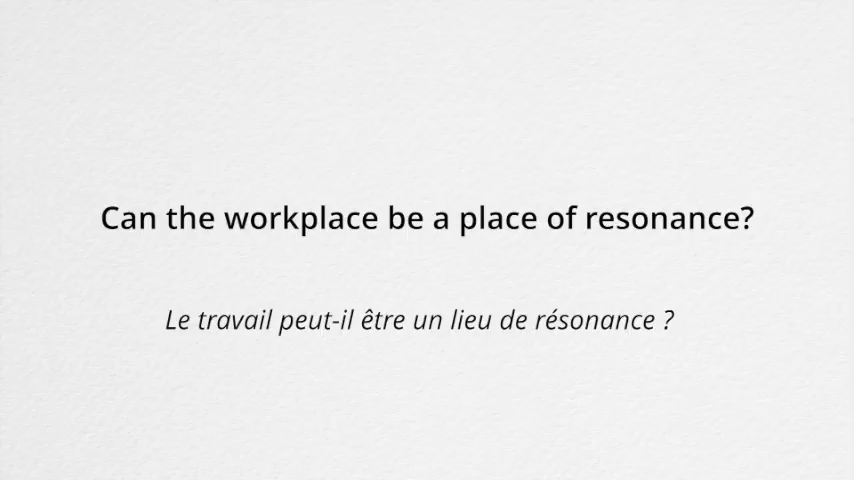 Can the workplace be a place of resonance?
Le travail peut-il être un lieu de résonance ?